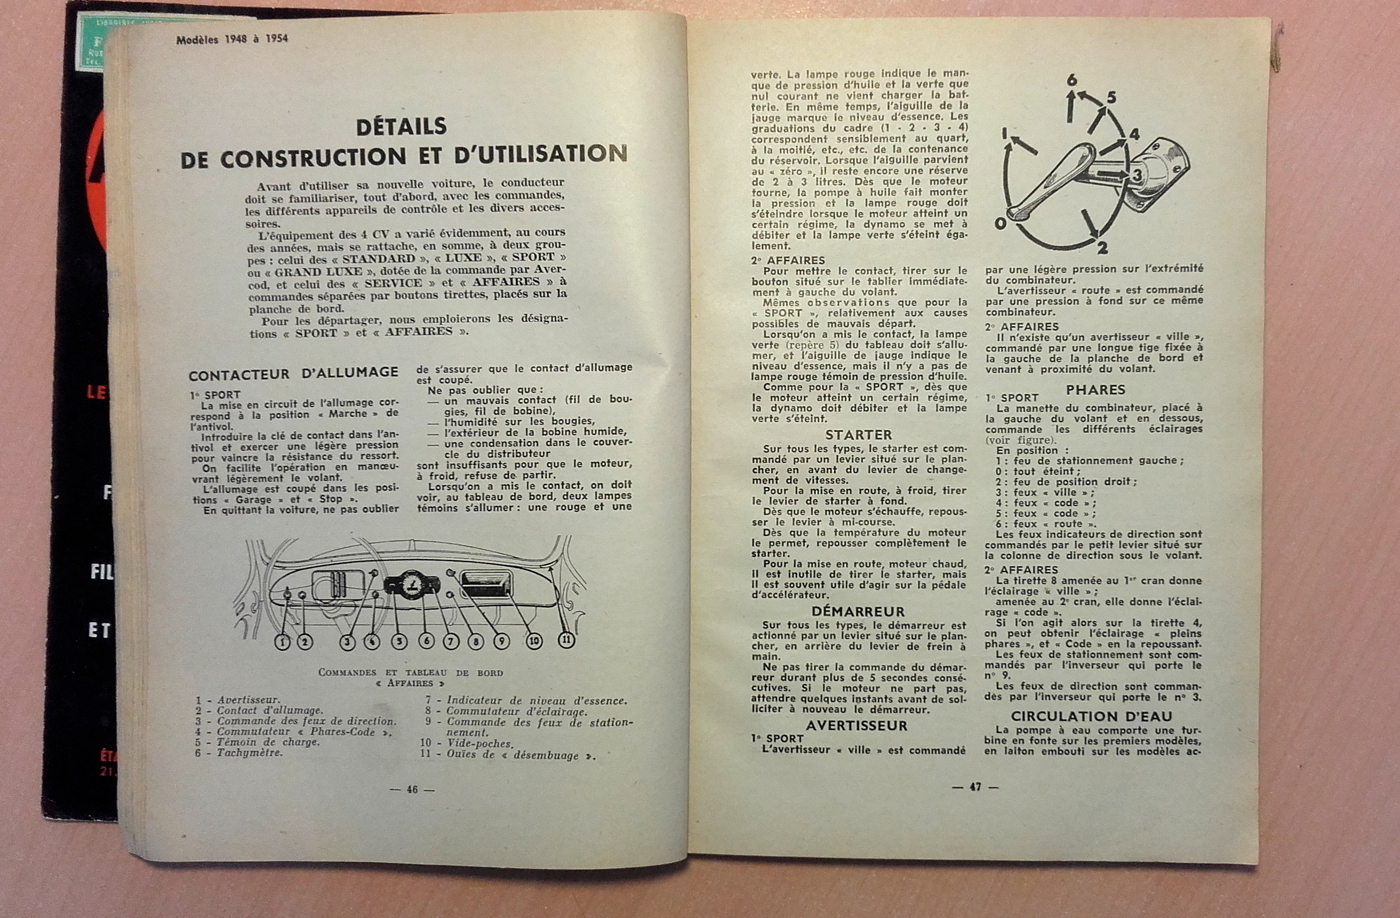 Modèles 1948 à 1954
DÉTAILS
DE CONSTRUCTION ET D'UTILISATION
Avant d'utiliser sa nouvelle voiture, le conducteur
doit se familiariser, tout d'abord, avec les commandes,
les différents appareils de contrôle et les divers acces-
soires.
L'équipement des 4 CV a varié évidemment, au cours
des années, mais se rattache, en somme, à deux grou-
pes : celui des « STANDARD », « LUXE », « SPORT »
ou « GRAND LUXE », dotée de la commande par Aver-
cod, et celui des « SERVICE » et « AFFAIRES » à
commandes séparées par boutons tirettes, placés sur la
planche de bord.
Pour les départager, nous emploierons les désigna-
tions « SPORT » et « AFFAIRES ».
CONTACTEUR D'ALLUMAGE
1° SPORT
La mise en circuit de l'allumage cor-
respond à la position « Marche » de
l'antivol.
Introduire la clé de contact dans l'an-
tivol et exercer une légère pression
pour vaincre la résistance du ressort.
On facilite l'opération en manœu-
vrant légèrement le volant.
L'allumage est coupé dans les posi-
tions « Garage » et « Stop ».
En quittant la voiture, ne pas oublier
de s'assurer que le contact d'allumage
est coupé.
Ne pas oublier que :
— un mauvais contact (fil de bou-
gies, fil de bobine),
— l'humidité sur les bougies,
— l'extérieur de la bobine humide,
— une condensation dans le couver-
cle du distributeur
sont insuffisants pour que le moteur,
à froid, refuse de partir.
Lorsqu'on a mis le contact, on doit
voir, au tableau de bord, deux lampes
témoins s'allumer : une rouge et une
1 2 3 4 5 6 7 8 9 10 11
COMMANDES ET TABLEAU DE BORD
« AFFAIRES »
1 - Avertisseur.
2 - Contact d'allumage.
3 - Commande des feux de direction.
4 - Commutateur « Phares-Code ».
5 - Témoin de charge.
6 - Tachymètre.
7 - Indicateur de niveau d'essence.
8 - Commutateur d'éclairage.
9 - Commande des feux de station-
nement.
10 - Vide-poches.
11 - Ouïes de « désembuage ».
— 46 —
verte. La lampe rouge indique le man-
que de pression d'huile et la verte que
nul courant ne vient charger la bat-
terie. En même temps, l'aiguille de la
jauge marque le niveau d'essence. Les
graduations du cadre (1 - 2 - 3 - 4)
correspondent sensiblement au quart,
à la moitié, etc., etc. de la contenance
du réservoir. Lorsque l'aiguille parvient
au « zéro », il reste encore une réserve
de 2 à 3 litres. Dès que le moteur
tourne, la pompe à huile fait monter
la pression et la lampe rouge doit
s'éteindre lorsque le moteur atteint un
certain régime, la dynamo se met à
débiter et la lampe verte s'éteint éga-
lement.
2° AFFAIRES
Pour mettre le contact, tirer sur le
bouton situé sur le tablier immédiate-
ment à gauche du volant.
Mêmes observations que pour la
« SPORT », relativement aux causes
possibles de mauvais départ.
Lorsqu'on a mis le contact, la lampe
verte (repère 5) du tableau doit s'allu-
mer, et l'aiguille de jauge indique le
niveau d'essence, mais il n'y a pas de
lampe rouge témoin de pression d'huile.
Comme pour la « SPORT », dès que
le moteur atteint un certain régime,
la dynamo doit débiter et la lampe
verte s'éteint.
STARTER
Sur tous les types, le starter est com-
mandé par un levier situé sur le plan-
cher, en avant du levier de change-
ment de vitesses.
Pour la mise en route, à froid, tirer
le levier de starter à fond.
Dès que le moteur s'échauffe, repous-
ser le levier à mi-course.
Dès que la température du moteur
le permet, repousser complètement le
starter.
Pour la mise en route, moteur chaud,
il est inutile de tirer le starter, mais
il est souvent utile d'agir sur la pédale
d'accélérateur.
DÉMARREUR
Sur tous les types, le démarreur est
actionné par un levier situé sur le plan-
cher, en arrière du levier de frein à
main.
Ne pas tirer la commande du démar-
reur durant plus de 5 secondes consé-
cutives. Si le moteur ne part pas,
attendre quelques instants avant de sol-
liciter à nouveau le démarreur.
AVERTISSEUR
1° SPORT
L'avertisseur « ville » est commandé
6
5
1
4
3
0
2
par une légère pression sur l'extrémité
du combinateur.
L'avertisseur « route » est commandé
par une pression à fond sur ce même
combinateur.
2° AFFAIRES
Il n'existe qu'un avertisseur « ville »,
commandé par une longue tige fixée à
la gauche de la planche de bord et
venant à proximité du volant.
PHARES
1° SPORT
La manette du combinateur, placé à
la gauche du volant et en dessous,
commande les différents éclairages
(voir figure).
En position :
1 : feu de stationnement gauche ;
0 : tout éteint ;
2 : feu de position droit ;
3 : feux « ville » ;
4 : feux « code » ;
5 : feux « code » ;
6 : feux « route ».
Les feux indicateurs de direction sont
commandés par le petit levier situé sur
la colonne de direction sous le volant.
2° AFFAIRES
La tirette 8 amenée au 1er cran donne
l'éclairage « ville » ;
amenée au 2e cran, elle donne l'éclai-
rage « code ».
Si l'on agit alors sur la tirette 4,
on peut obtenir l'éclairage « pleins
phares », et « Code » en la repoussant.
Les feux de stationnement sont com-
mandés par l'inverseur qui porte le
n° 9.
Les feux de direction sont comman-
dés par l'inverseur qui porte le n° 3.
CIRCULATION D'EAU
La pompe à eau comporte une tur-
bine en fonte sur les premiers modèles,
en laiton embouti sur les modèles ac-
— 47 —